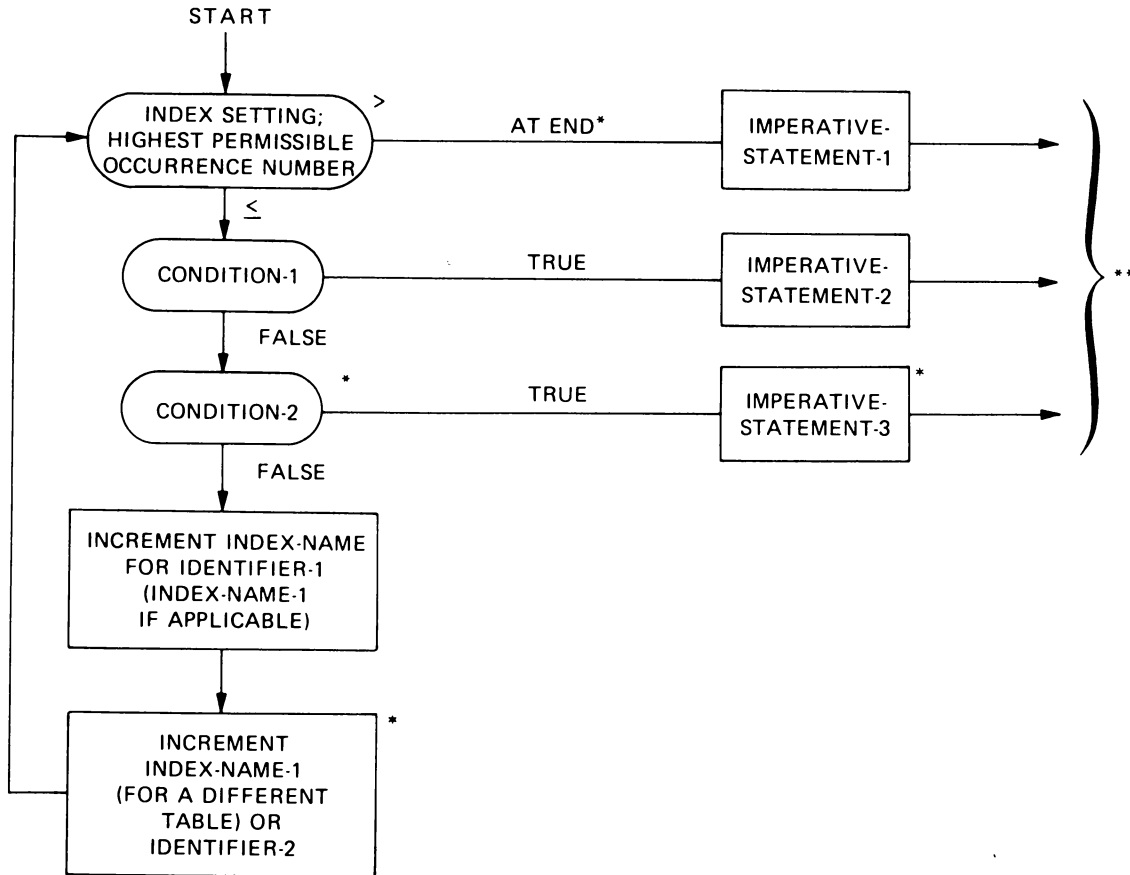 START
INDEX SETTING;
HIGHEST PERMISSIBLE
OCCURRENCE NUMBER
>
AT END*
IMPERATIVE-
STATEMENT-1
≤
CONDITION-1
TRUE
IMPERATIVE-
STATEMENT-2
**
FALSE
CONDITION-2
*
TRUE
IMPERATIVE-
STATEMENT-3
*
FALSE
INCREMENT INDEX-NAME
FOR IDENTIFIER-1
(INDEX-NAME-1
IF APPLICABLE)
INCREMENT
INDEX-NAME-1
(FOR A DIFFERENT
TABLE) OR
IDENTIFIER-2
*